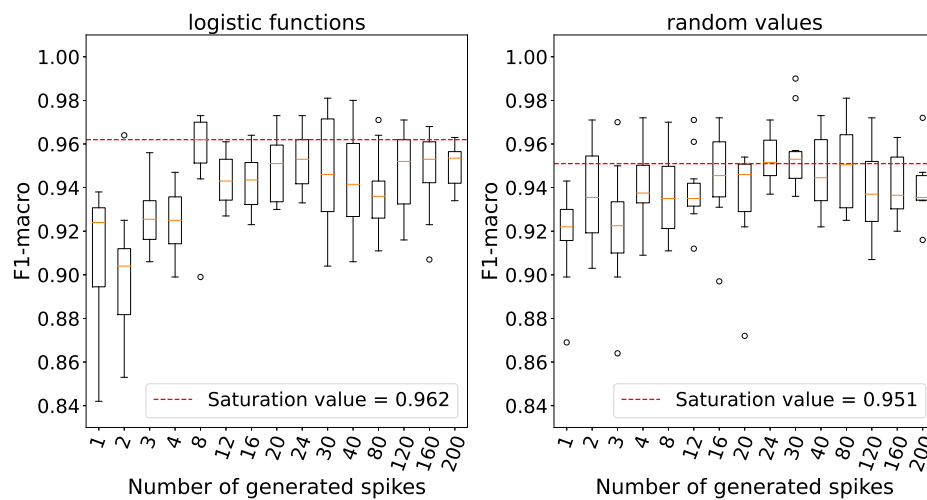 logistic functions
F1-macro
1.00
0.98
0.96
0.94
0.92
0.90
0.88
0.86
0.84
Saturation value = 0.962
1 2 3 4 8 12 16 20 24 30 40 80 120 160 200
Number of generated spikes
random values
F1-macro
1.00
0.98
0.96
0.94
0.92
0.90
0.88
0.86
0.84
Saturation value = 0.951
1 2 3 4 8 12 16 20 24 30 40 80 120 160 200
Number of generated spikes